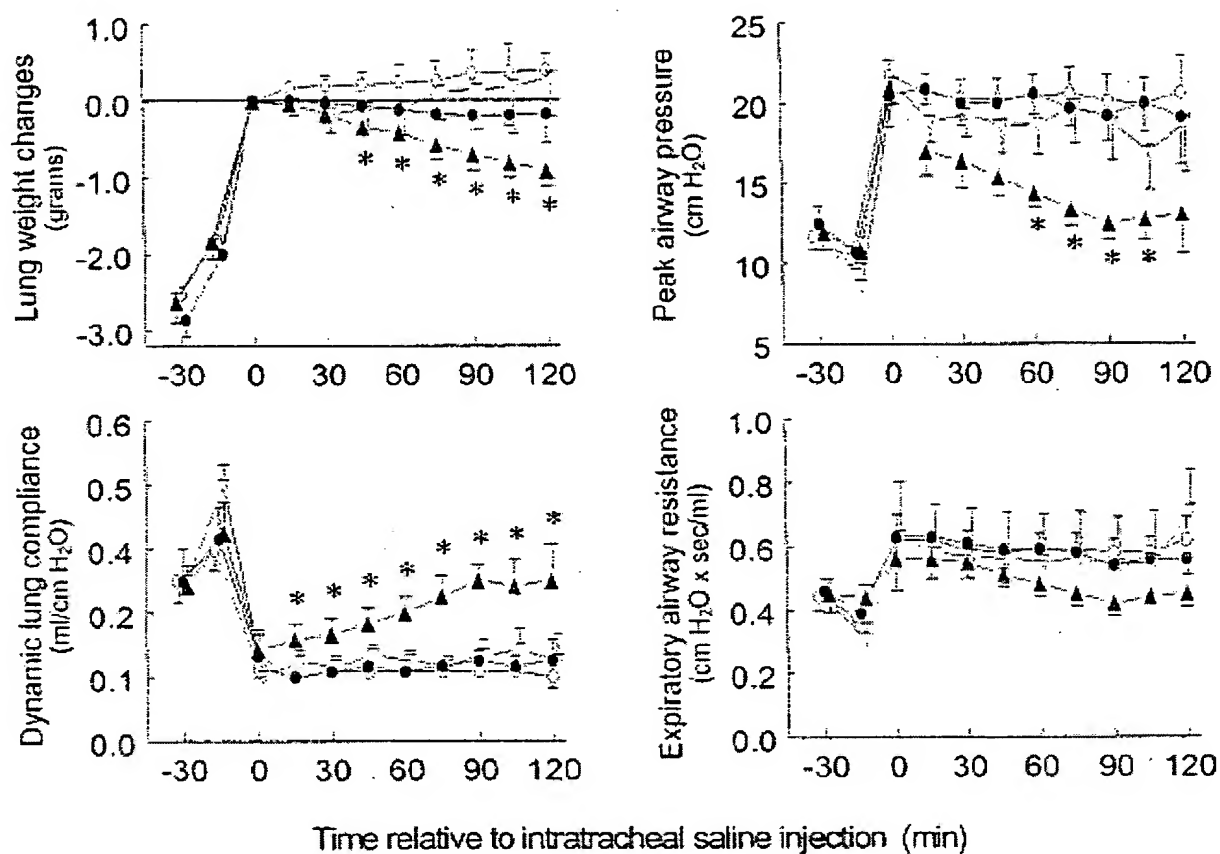 Lung weight changes
(grams)
1.0
0.0
-1.0
-2.0
-3.0
-30 0 30 60 90 120
Peak airway pressure
(cm H₂O)
25
20
15
10
5
-30 0 30 60 90 120
Dynamic lung compliance
(ml/cm H₂O)
0.6
0.5
0.4
0.2
0.1
0.0
-30 0 30 60 90 120
Expiratory airway resistance
(cm H₂O x sec/ml)
1.0
0.8
0.6
0.4
0.2
0.0
-30 0 30 60 90 120
Time relative to intratracheal saline injection (min)